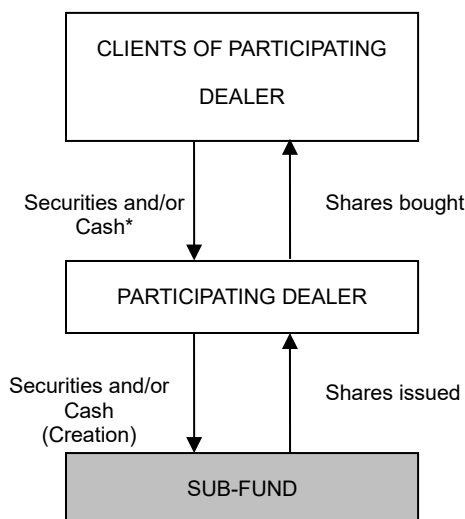 CLIENTS OF PARTICIPATING
DEALER
Securities and/or
Cash*
Shares bought
PARTICIPATING DEALER
Securities and/or
Cash
(Creation)
Shares issued
SUB-FUND